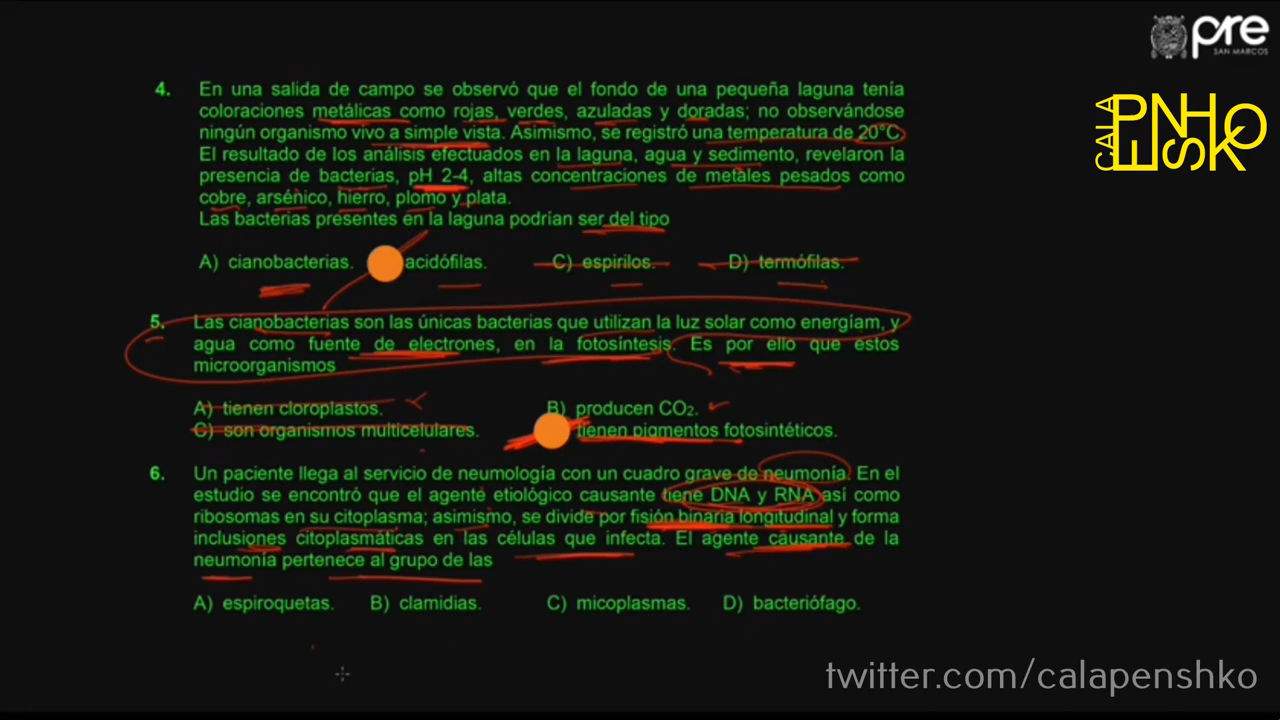 pre
SAN MARCOS
CALA
PENSHKO
4. En una salida de campo se observó que el fondo de una pequeña laguna tenía
coloraciones metálicas como rojas, verdes, azuladas y doradas; no observándose
ningún organismo vivo a simple vista. Asimismo, se registró una temperatura de 20°C
El resultado de los análisis efectuados en la laguna, agua y sedimento, revelaron la
presencia de bacterias, pH 2-4, altas concentraciones de metales pesados como
cobre, arsénico, hierro, plomo y plata.
Las bacterias presentes en la laguna podrían ser del tipo
A) cianobacterias. acidófilas. C) espirilos. D) termófilas.
5. Las cianobacterias son las únicas bacterias que utilizan la luz solar como energíam, y
agua como fuente de electrones, en la fotosíntesis. Es por ello que estos
microorganismos
A) tienen cloroplastos. B) producen CO₂.
C) son organismos multicelulares. tienen pigmentos fotosintéticos.
6. Un paciente llega al servicio de neumología con un cuadro grave de neumonía. En el
estudio se encontró que el agente etiológico causante tiene DNA y RNA así como
ribosomas en su citoplasma; asimismo, se divide por fisión binaria longitudinal y forma
inclusiones citoplasmáticas en las células que infecta. El agente causante de la
neumonía pertenece al grupo de las
A) espiroquetas. B) clamidias. C) micoplasmas. D) bacteriófago.
twitter.com/calapenshko